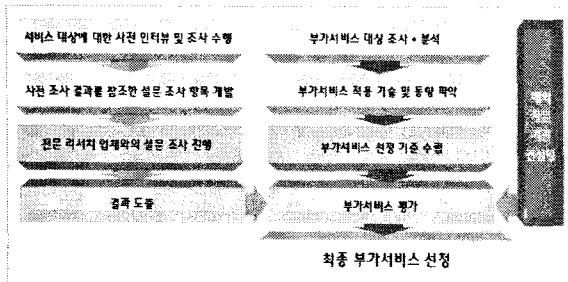 서비스 대상에 대한 사전 인터뷰 및 조사 수행
사전 조사 결과를 참조한 설문 조사 항목 개발
전문 리서치 업체와의 설문 조사 진행
결과 도출
부가서비스 대상 조사 • 분석
부가서비스 적용 기술 및 동향 파악
부가서비스 선정 기준 수립
부가서비스 평가
최종 부가서비스 선정